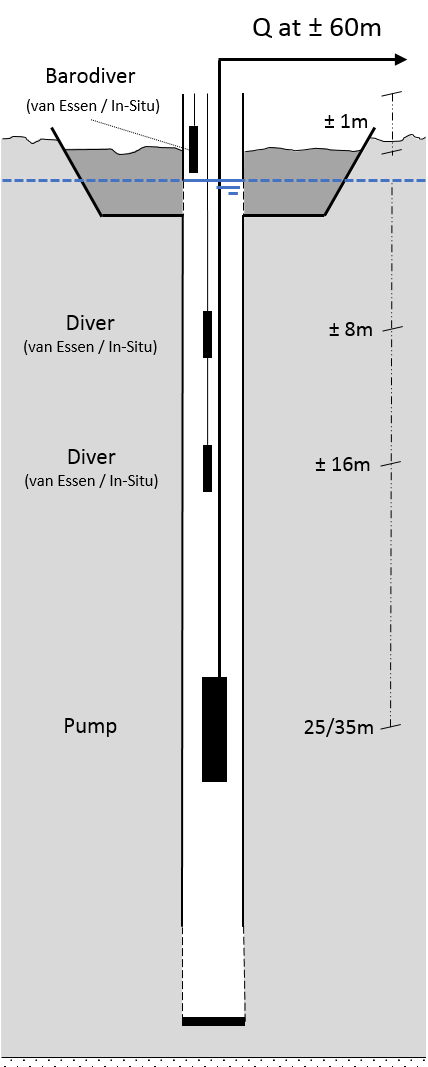 Q at ± 60m
Barodiver
(van Essen / In-Situ)
± 1m
Diver
(van Essen / In-Situ)
± 8m
Diver
(van Essen / In-Situ)
± 16m
Pump
25/35m